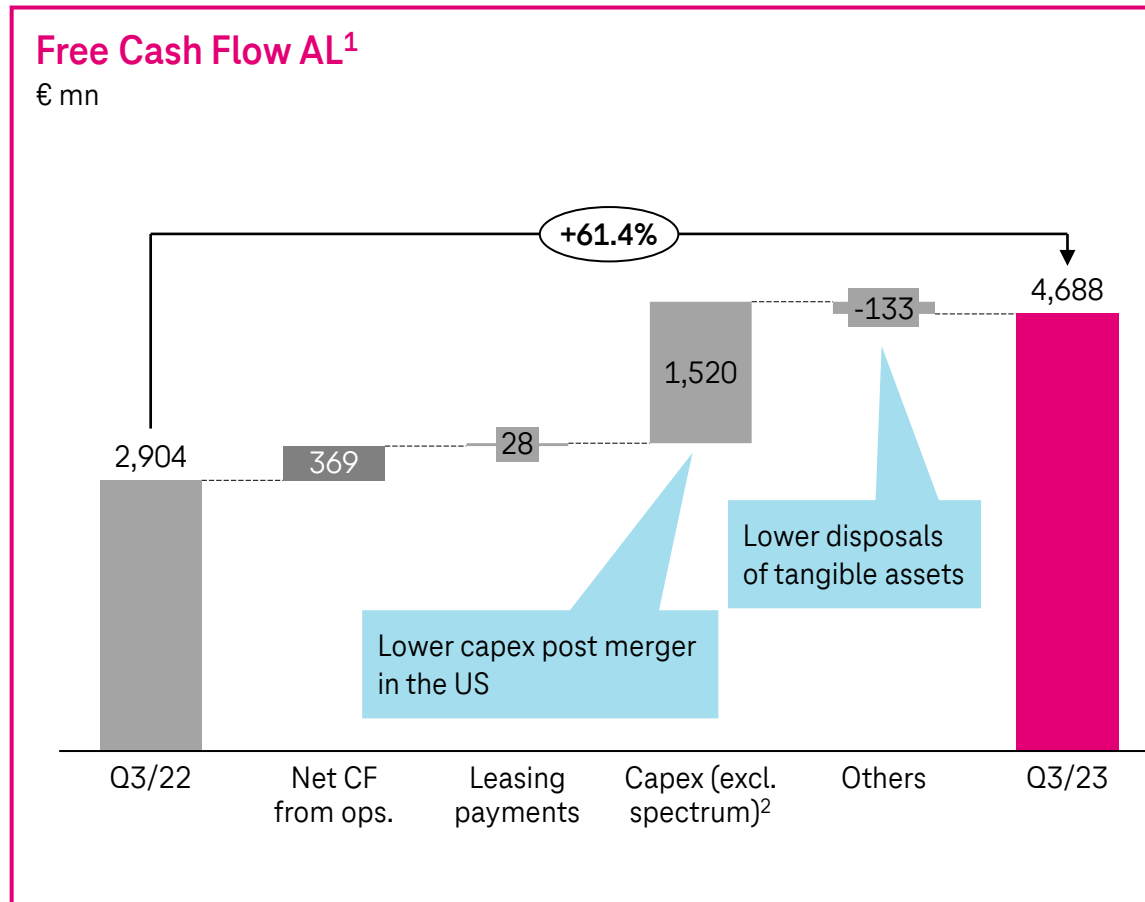 Free Cash Flow AL¹
€ mn
+61.4%
2,904
369
28
1,520
-133
4,688
Lower disposals
of tangible assets
Lower capex post merger
in the US
Q3/22
Net CF
from ops.
Leasing
payments
Capex (excl.
spectrum)²
Others
Q3/23